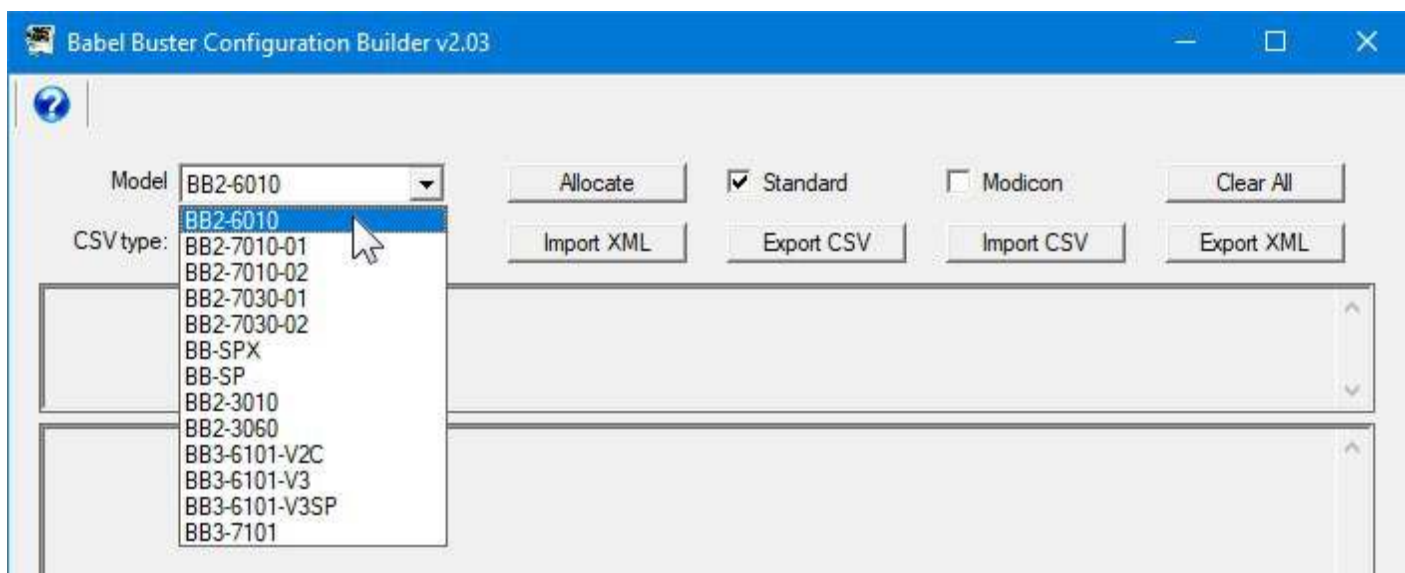 Babel Buster Configuration Builder v2.03
?
Model BB2-6010 Allocate Standard Modicon Clear All
CSV type: Import XML Export CSV Import CSV Export XML
BB2-6010
BB2-7010-01
BB2-7010-02
BB2-7030-01
BB2-7030-02
BB-SPX
BB-SP
BB2-3010
BB2-3060
BB3-6101-V2C
BB3-6101-V3
BB3-6101-V3SP
BB3-7101